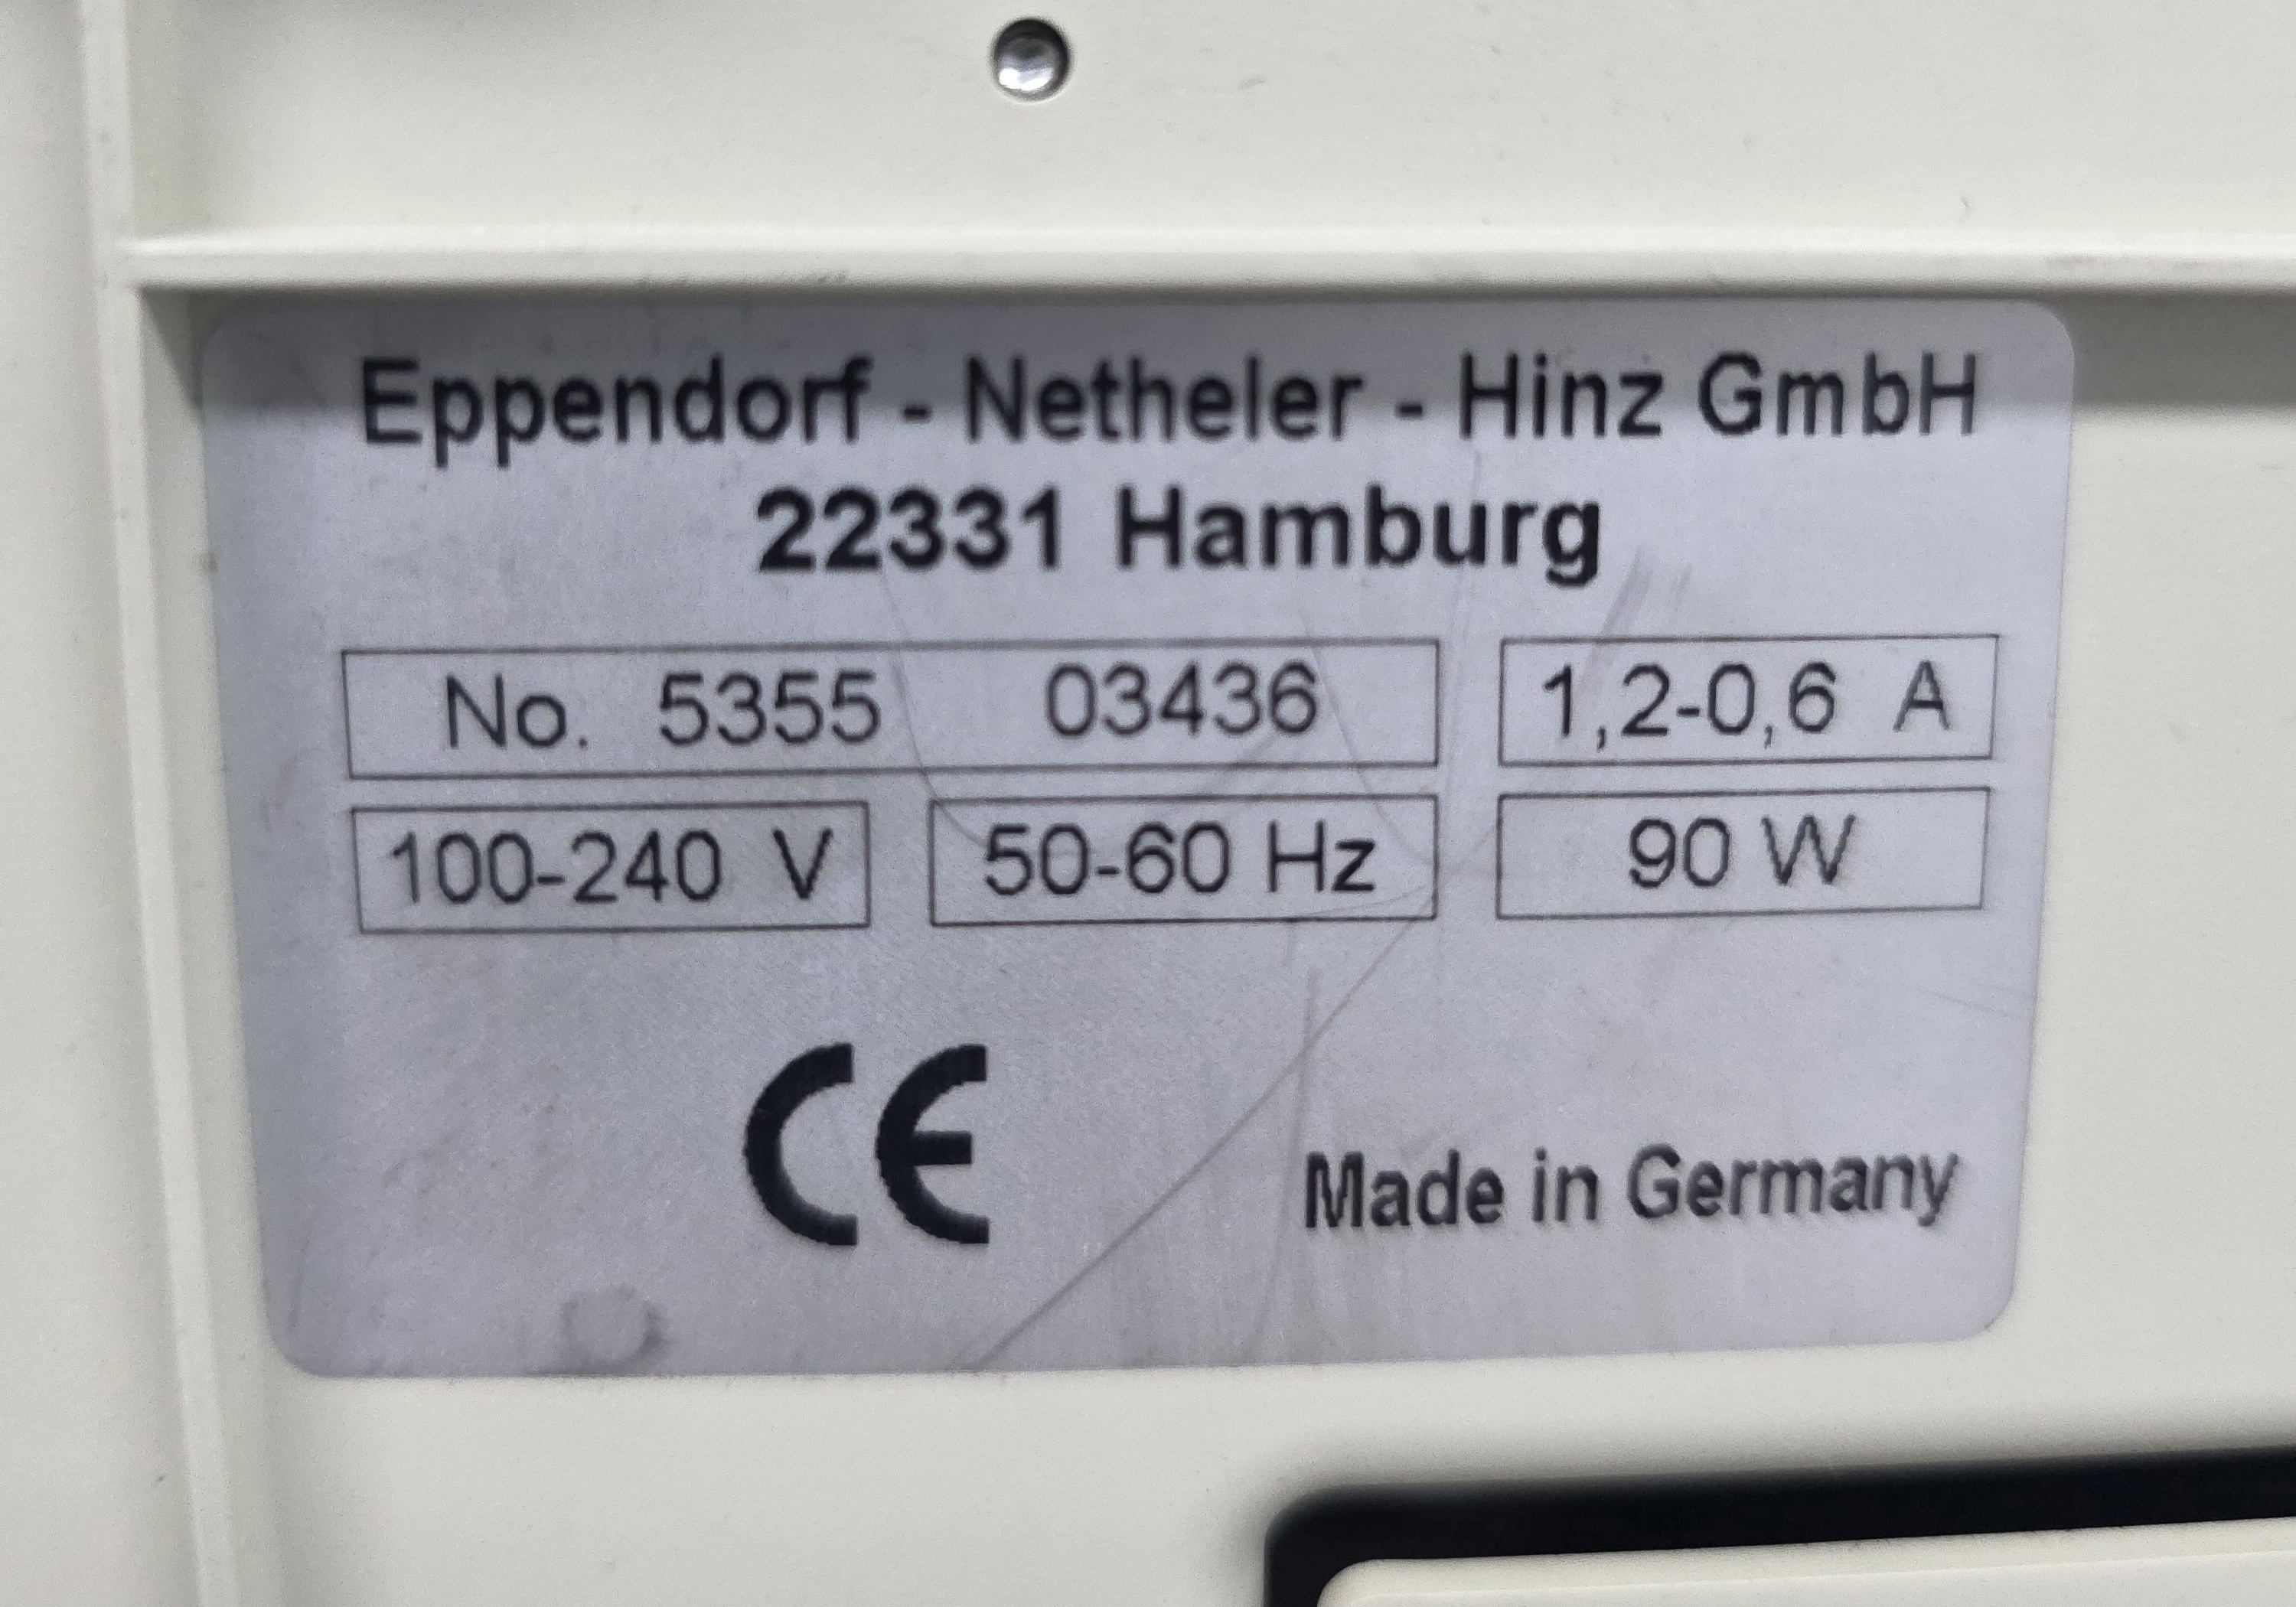 Eppendorf - Netheler - Hinz GmbH
22331 Hamburg
No. 5355 03436 1,2-0,6 A
100-240 V 50-60 Hz 90 W
CE
Made in Germany